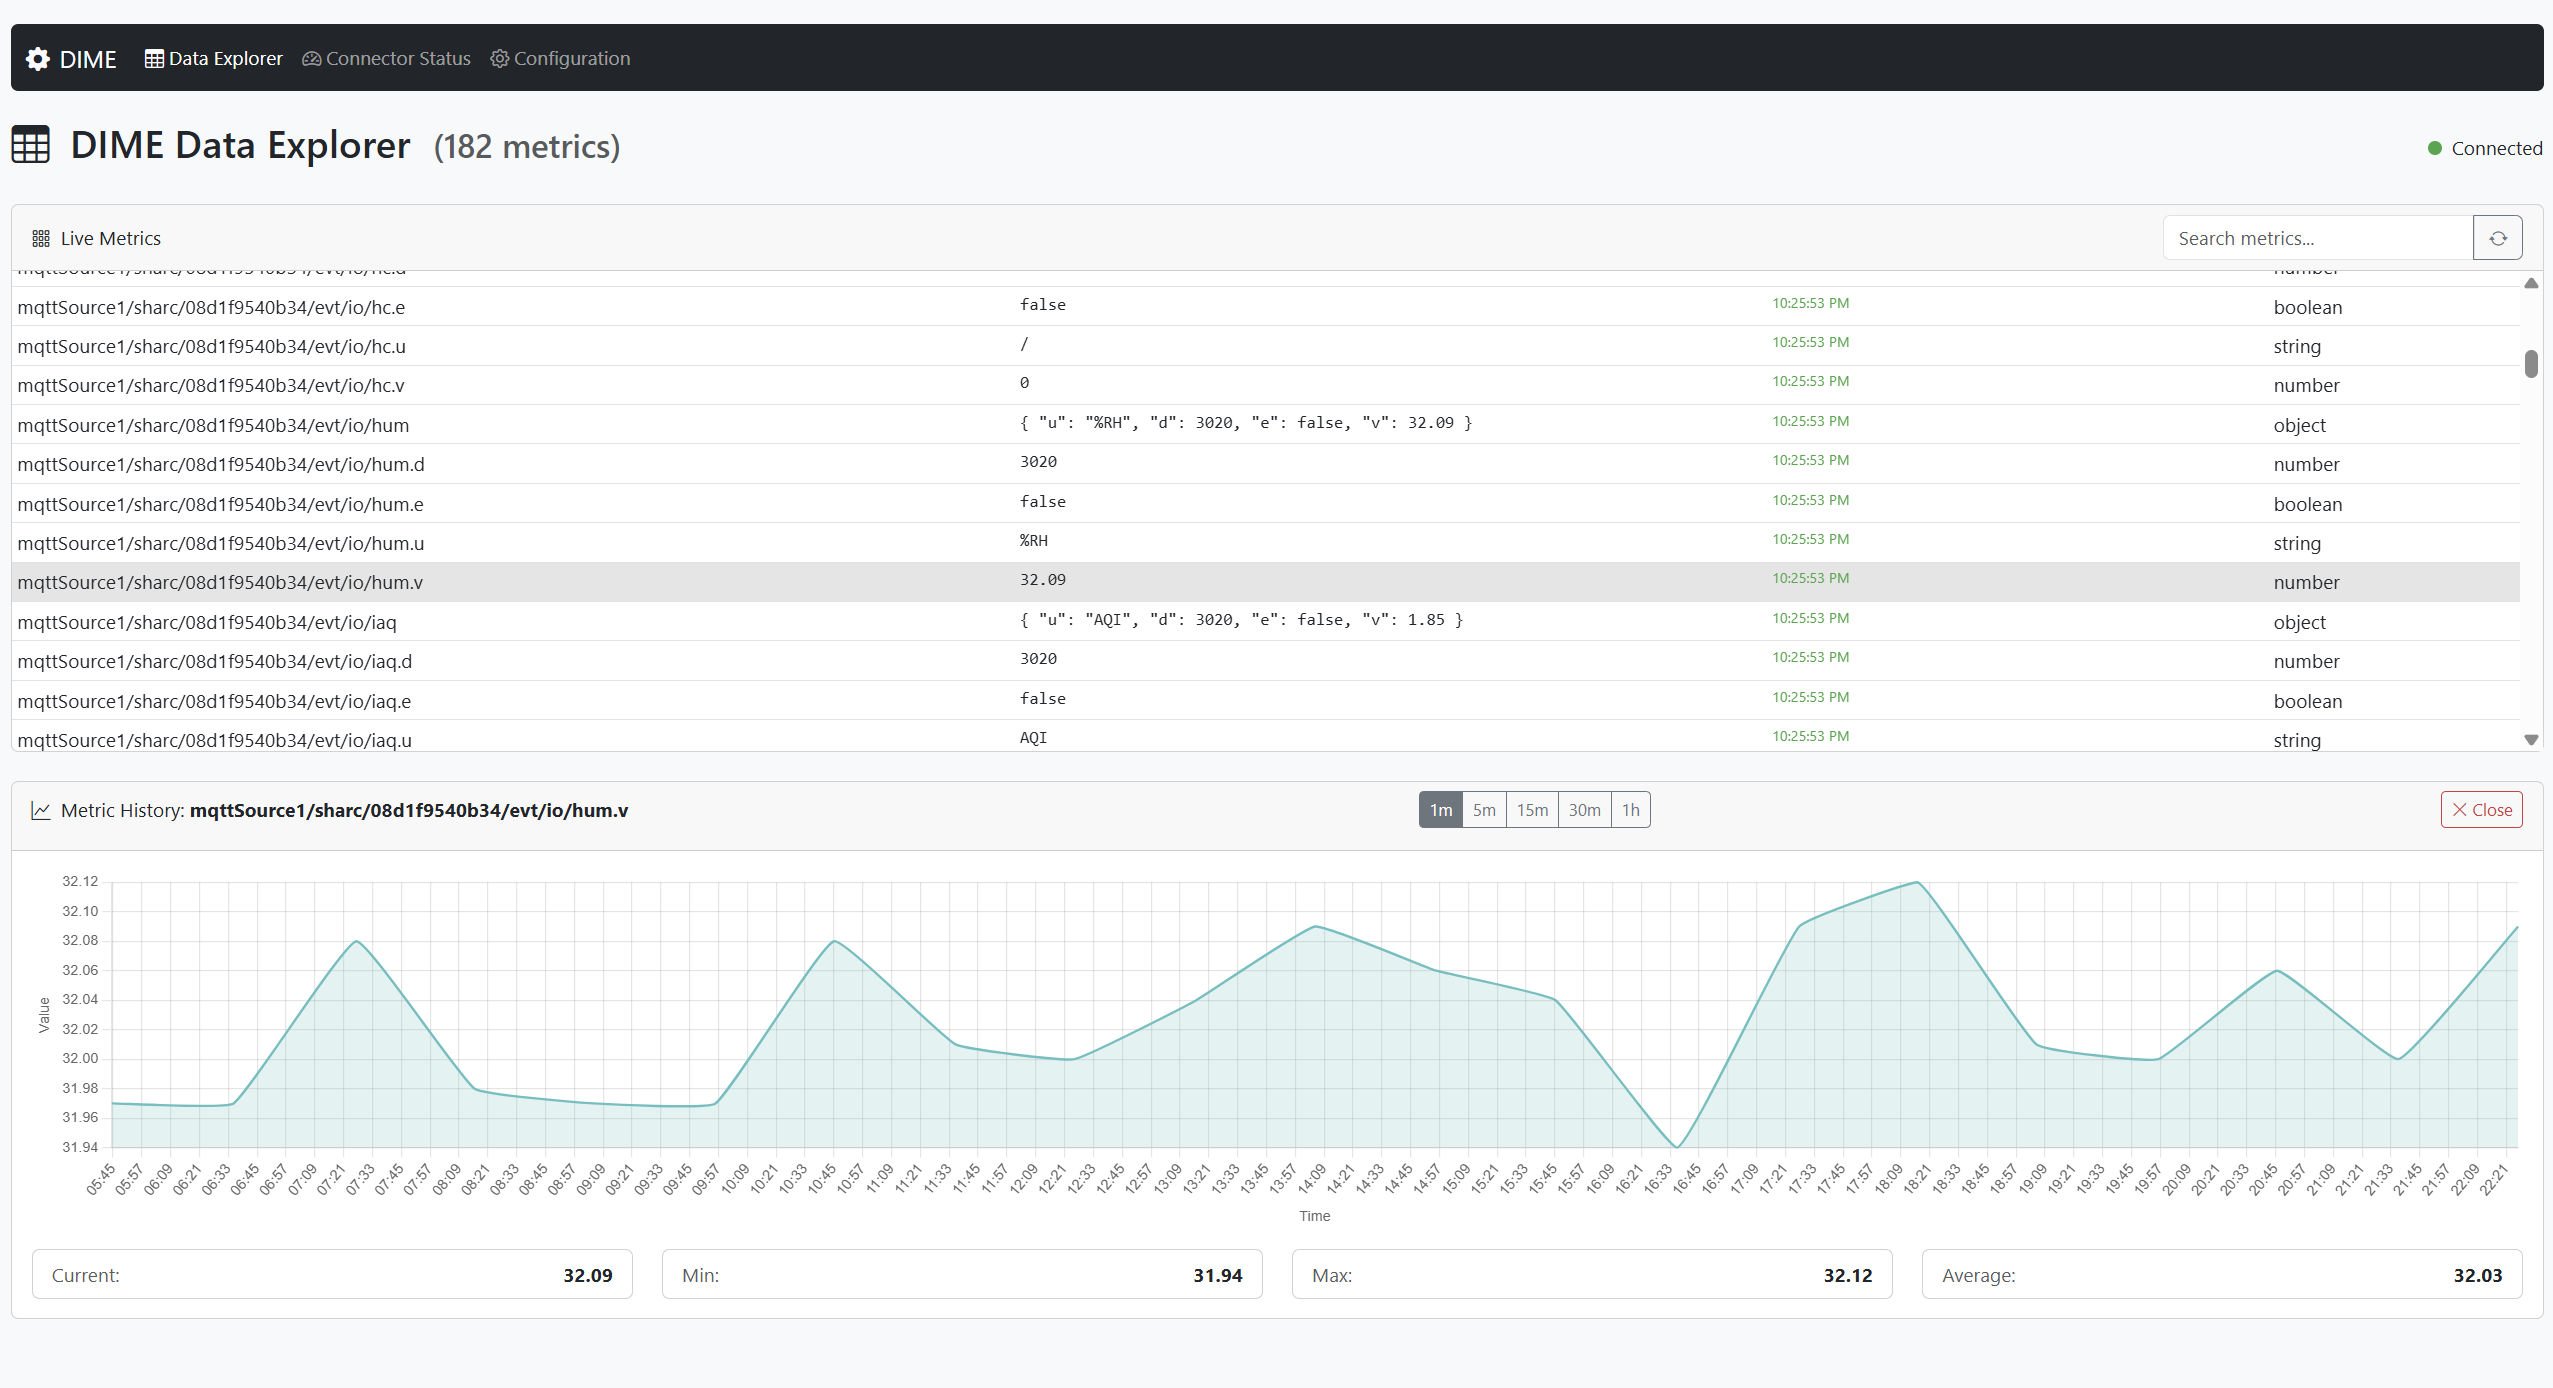 DIME Data Explorer Connector Status Configuration
DIME Data Explorer (182 metrics)
Connected
Live Metrics
Search metrics...
mqttSource1/sharc/08d1f9540b34/evt/io/hc.d number
mqttSource1/sharc/08d1f9540b34/evt/io/hc.e false 10:25:53 PM boolean
mqttSource1/sharc/08d1f9540b34/evt/io/hc.u / 10:25:53 PM string
mqttSource1/sharc/08d1f9540b34/evt/io/hc.v 0 10:25:53 PM number
mqttSource1/sharc/08d1f9540b34/evt/io/hum { "u": "%RH", "d": 3020, "e": false, "v": 32.09 } 10:25:53 PM object
mqttSource1/sharc/08d1f9540b34/evt/io/hum.d 3020 10:25:53 PM number
mqttSource1/sharc/08d1f9540b34/evt/io/hum.e false 10:25:53 PM boolean
mqttSource1/sharc/08d1f9540b34/evt/io/hum.u %RH 10:25:53 PM string
mqttSource1/sharc/08d1f9540b34/evt/io/hum.v 32.09 10:25:53 PM number
mqttSource1/sharc/08d1f9540b34/evt/io/iaq { "u": "AQI", "d": 3020, "e": false, "v": 1.85 } 10:25:53 PM object
mqttSource1/sharc/08d1f9540b34/evt/io/iaq.d 3020 10:25:53 PM number
mqttSource1/sharc/08d1f9540b34/evt/io/iaq.e false 10:25:53 PM boolean
mqttSource1/sharc/08d1f9540b34/evt/io/iaq.u AQI 10:25:53 PM string
Metric History: mqttSource1/sharc/08d1f9540b34/evt/io/hum.v 1m 5m 15m 30m 1h Close
32.12
32.10
32.08
32.06
32.04
32.02
32.00
31.98
31.96
31.94
Value
05:45 05:57 06:09 06:21 06:33 06:45 06:57 07:09 07:21 07:33 07:45 07:57 08:09 08:21 08:33 08:45 08:57 09:09 09:21 09:33 09:45 09:57 10:09 10:21 10:33 10:45 10:57 11:09 11:21 11:33 11:45 11:57 12:09 12:21 12:33 12:45 12:57 13:09 13:21 13:33 13:45 13:57 14:09 14:21 14:33 14:45 14:57 15:09 15:21 15:33 15:45 15:57 16:09 16:21 16:33 16:45 16:57 17:09 17:21 17:33 17:45 17:57 18:09 18:21 18:33 18:45 18:57 19:09 19:21 19:33 19:45 19:57 20:09 20:21 20:33 20:45 20:57 21:09 21:21 21:33 21:45 21:57 22:09 22:21
Time
Current: 32.09 Min: 31.94 Max: 32.12 Average: 32.03